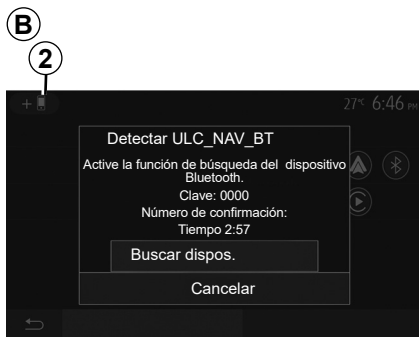 B
2
+
27°C 6:46 PM
Detectar ULC_NAV_BT
Active la función de búsqueda del dispositivo
Bluetooth.
Clave: 0000
Número de confirmación:
Tiempo 2:57
Buscar dispos.
Cancelar